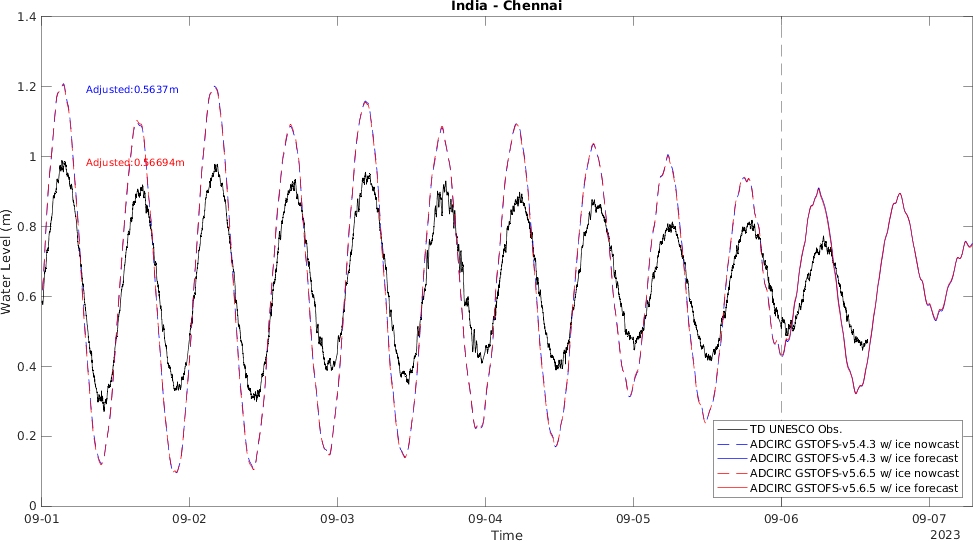 India - Chennai
1.4
1.2
1
0.8
0.6
0.4
0.2
0
Water Level (m)
Adjusted:0.5637m
Adjusted:0.56694m
TD UNESCO Obs.
ADCIRC GSTOFS-v5.4.3 w/ ice nowcast
ADCIRC GSTOFS-v5.4.3 w/ ice forecast
ADCIRC GSTOFS-v5.6.5 w/ ice nowcast
ADCIRC GSTOFS-v5.6.5 w/ ice forecast
09-01 09-02 09-03 09-04 09-05 09-06 09-07
Time
2023